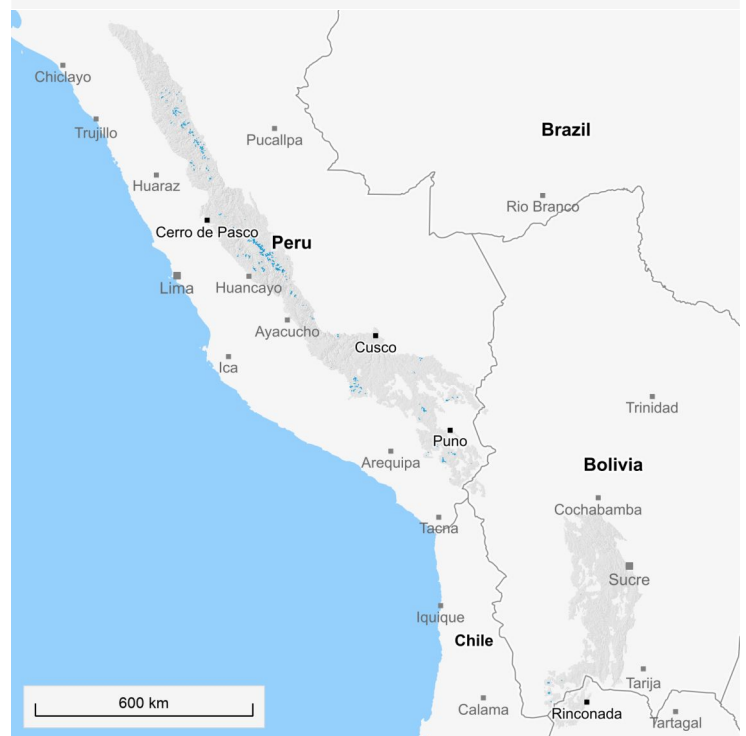 Chiclayo
Trujillo
Pucallpa
Brazil
Huaraz
Rio Branco
Cerro de Pasco
Peru
Lima
Huancayo
Ayacucho
Cusco
Ica
Trinidad
Puno
Arequipa
Bolivia
Cochabamba
Tacna
Sucre
Iquique
Chile
Tarija
600 km
Calama
Rinconada
Tartagal